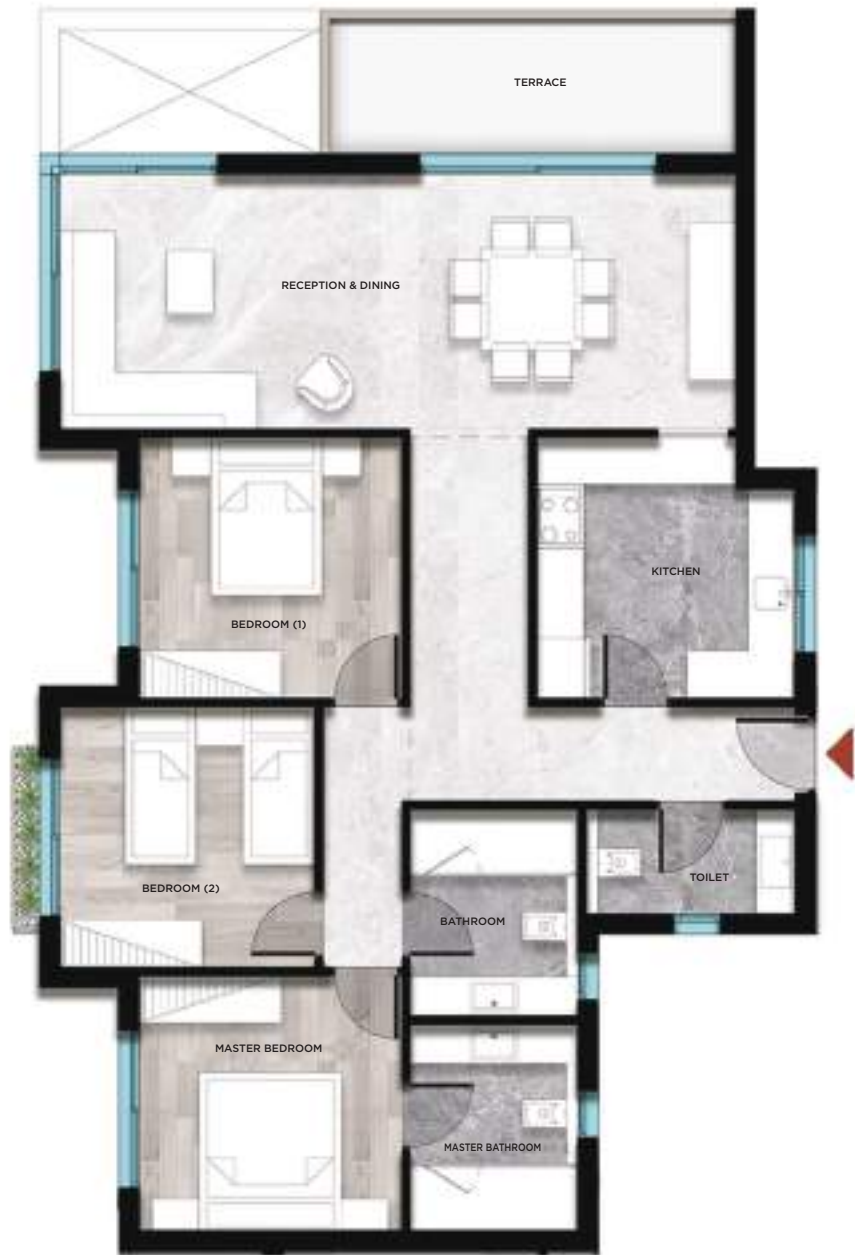 TERRACE
RECEPTION & DINING
KITCHEN
BEDROOM (1)
BEDROOM (2)
TOILET
BATHROOM
MASTER BEDROOM
MASTER BATHROOM